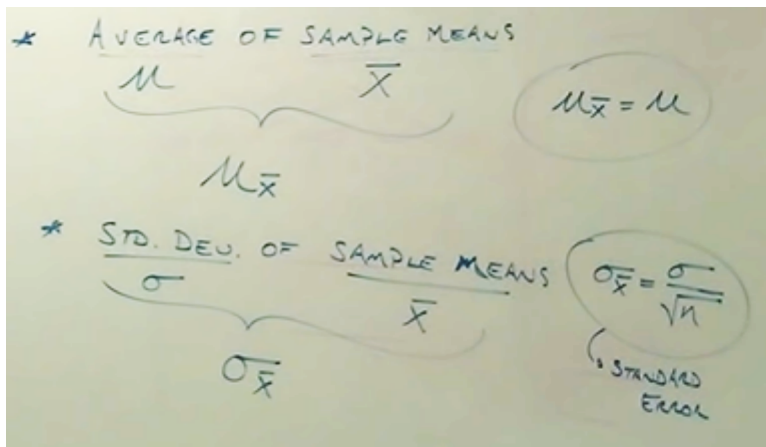 * AVERAGE OF SAMPLE MEANS
μ x̄
μx̄ = μ
μx̄
* STD. DEV. OF SAMPLE MEANS
σ x̄
σx̄ = σ/√n
σx̄
STANDARD
ERROR